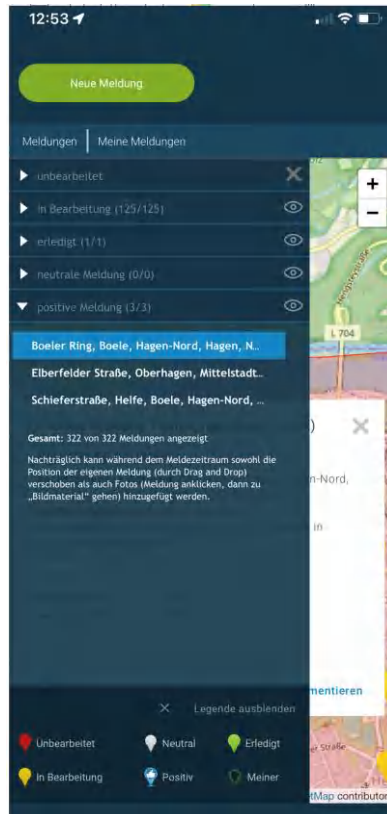 12:53
Neue Meldung
Meldungen | Meine Meldungen
unbearbeitet
in Bearbeitung (125/125)
erledigt (1/1)
neutrale Meldung (0/0)
positive Meldung (3/3)
Boeler Ring, Boele, Hagen-Nord, Hagen, N...
Elberfelder Straße, Oberhagen, Mittelstadt...
Schieferstraße, Helfe, Boele, Hagen-Nord, ...
Gesamt: 322 von 322 Meldungen angezeigt
Nachträglich kann während dem Meldezeitraum sowohl die
Position der eigenen Meldung (durch Drag and Drop)
verschoben als auch Fotos (Meldung anklicken, dann zu
„Bildmaterial“ gehen) hinzugefügt werden.
+
−
L 704
)
n-Nord,
in
mentieren
Legende ausblenden
Unbearbeitet
Neutral
Erledigt
In Bearbeitung
Positiv
Meiner
er Straße
tMap contributor